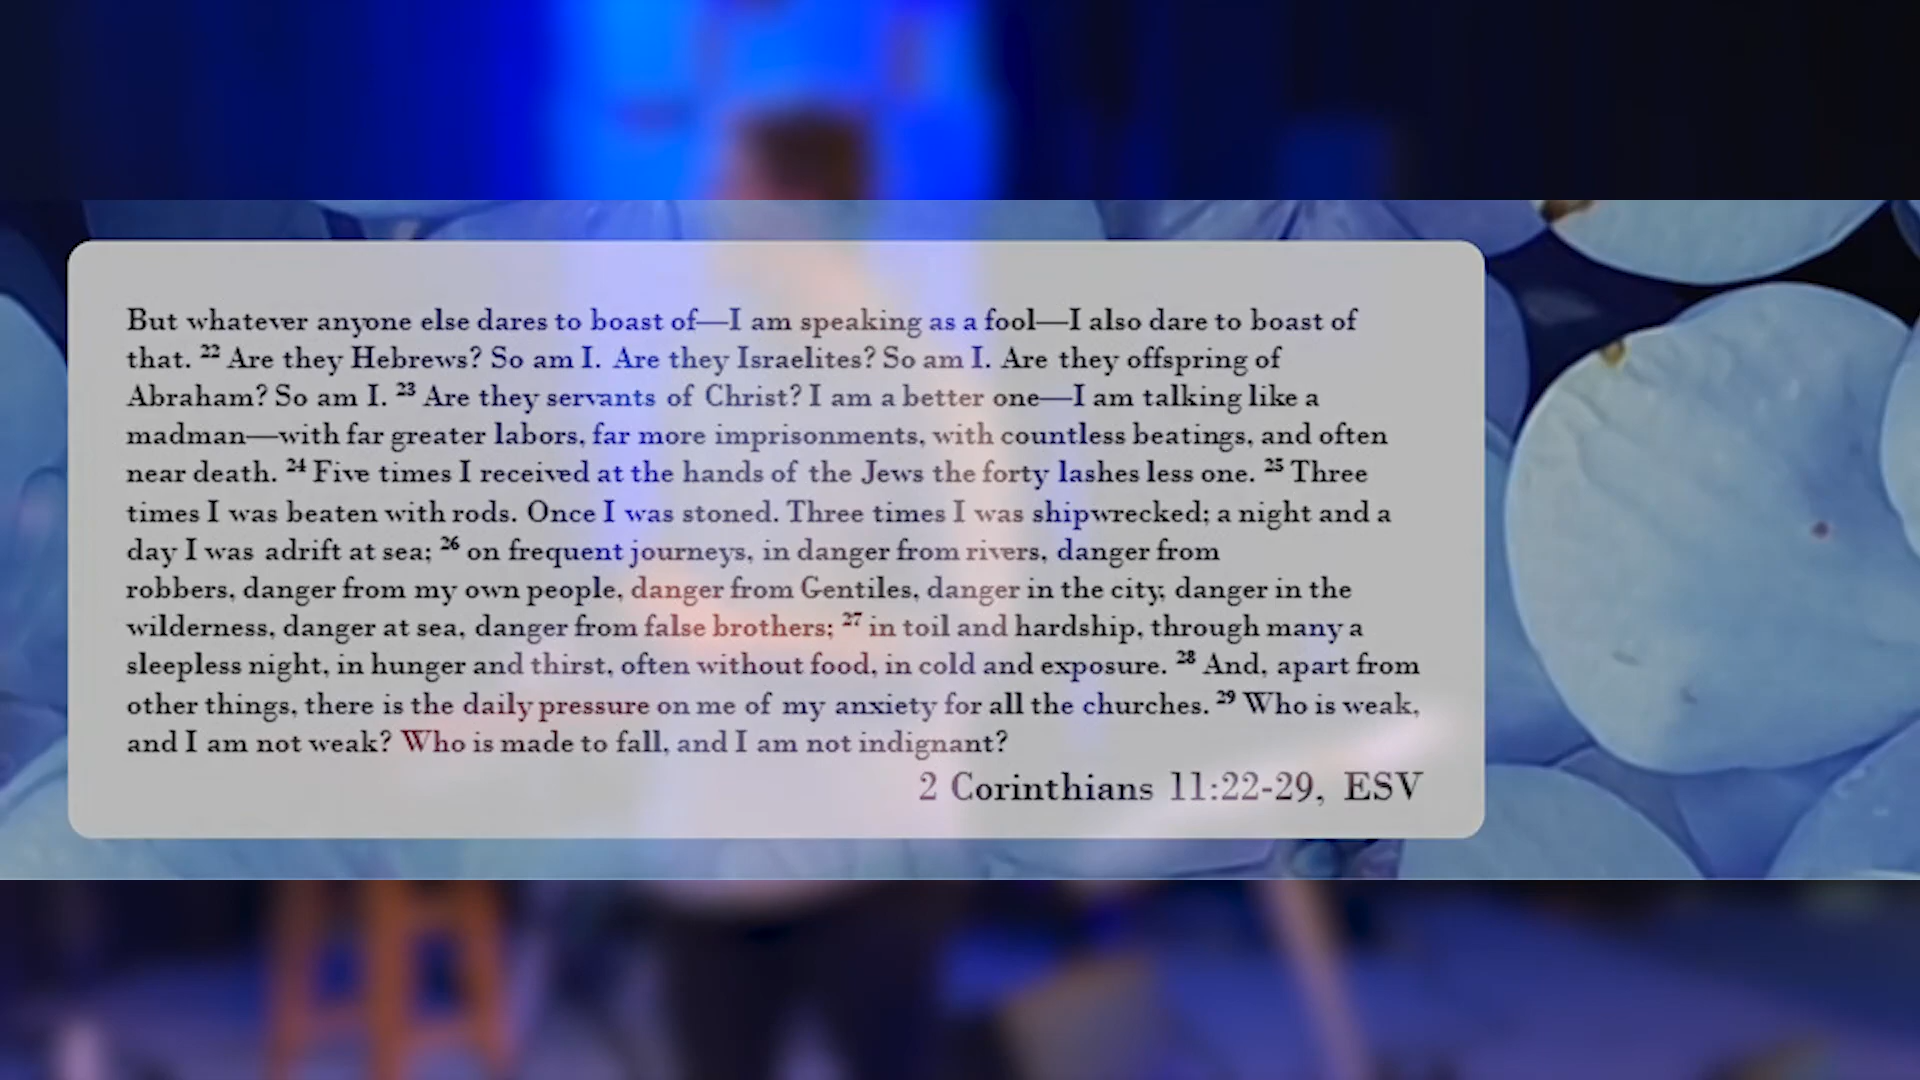 But whatever anyone else dares to boast of—I am speaking as a fool—I also dare to boast of
that. 22 Are they Hebrews? So am I. Are they Israelites? So am I. Are they offspring of
Abraham? So am I. 23 Are they servants of Christ? I am a better one—I am talking like a
madman—with far greater labors, far more imprisonments, with countless beatings, and often
near death. 24 Five times I received at the hands of the Jews the forty lashes less one. 25 Three
times I was beaten with rods. Once I was stoned. Three times I was shipwrecked; a night and a
day I was adrift at sea; 26 on frequent journeys, in danger from rivers, danger from
robbers, danger from my own people, danger from Gentiles, danger in the city, danger in the
wilderness, danger at sea, danger from false brothers; 27 in toil and hardship, through many a
sleepless night, in hunger and thirst, often without food, in cold and exposure. 28 And, apart from
other things, there is the daily pressure on me of my anxiety for all the churches. 29 Who is weak,
and I am not weak? Who is made to fall, and I am not indignant?
2 Corinthians 11:22-29, ESV